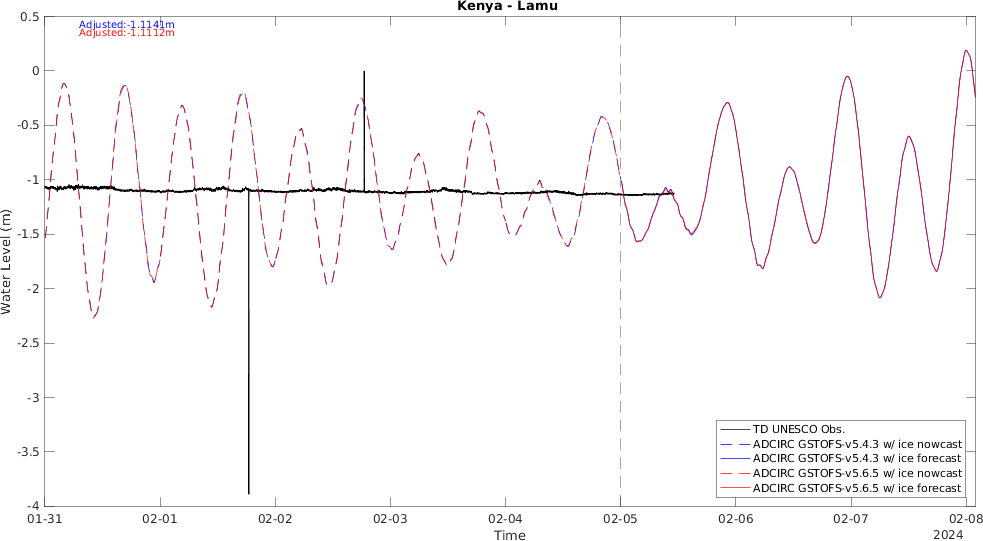 Kenya - Lamu
Adjusted:-1.1141m
Adjusted:-1.1112m
0.5
0
-0.5
-1
-1.5
-2
-2.5
-3
-3.5
-4
Water Level (m)
TD UNESCO Obs.
ADCIRC GSTOFS-v5.4.3 w/ ice nowcast
ADCIRC GSTOFS-v5.4.3 w/ ice forecast
ADCIRC GSTOFS-v5.6.5 w/ ice nowcast
ADCIRC GSTOFS-v5.6.5 w/ ice forecast
01-31 02-01 02-02 02-03 02-04 02-05 02-06 02-07 02-08
Time
2024